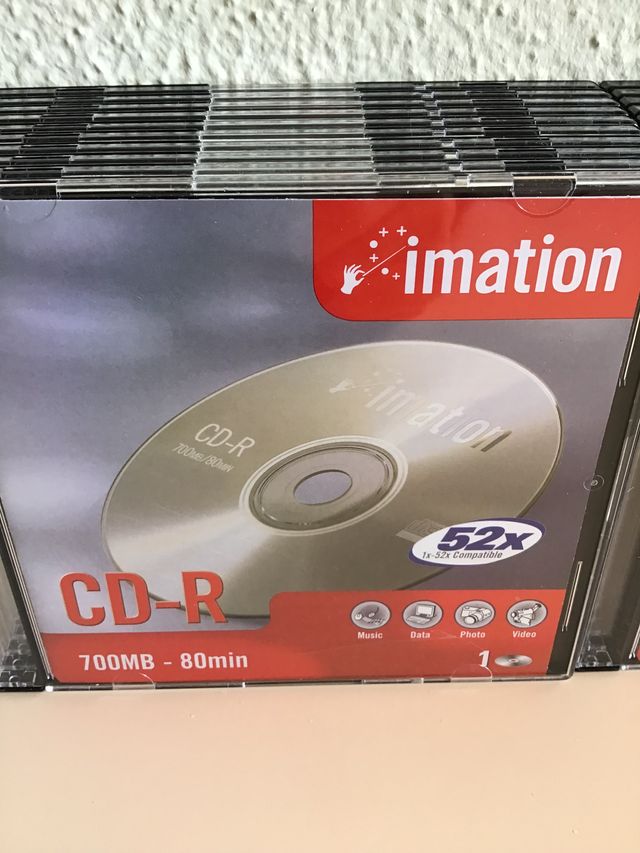 imation
imation
CD-R
700MB/80MIN
52x
1x-52x Compatible
CD-R
Music Data Photo Video
700MB - 80min
1